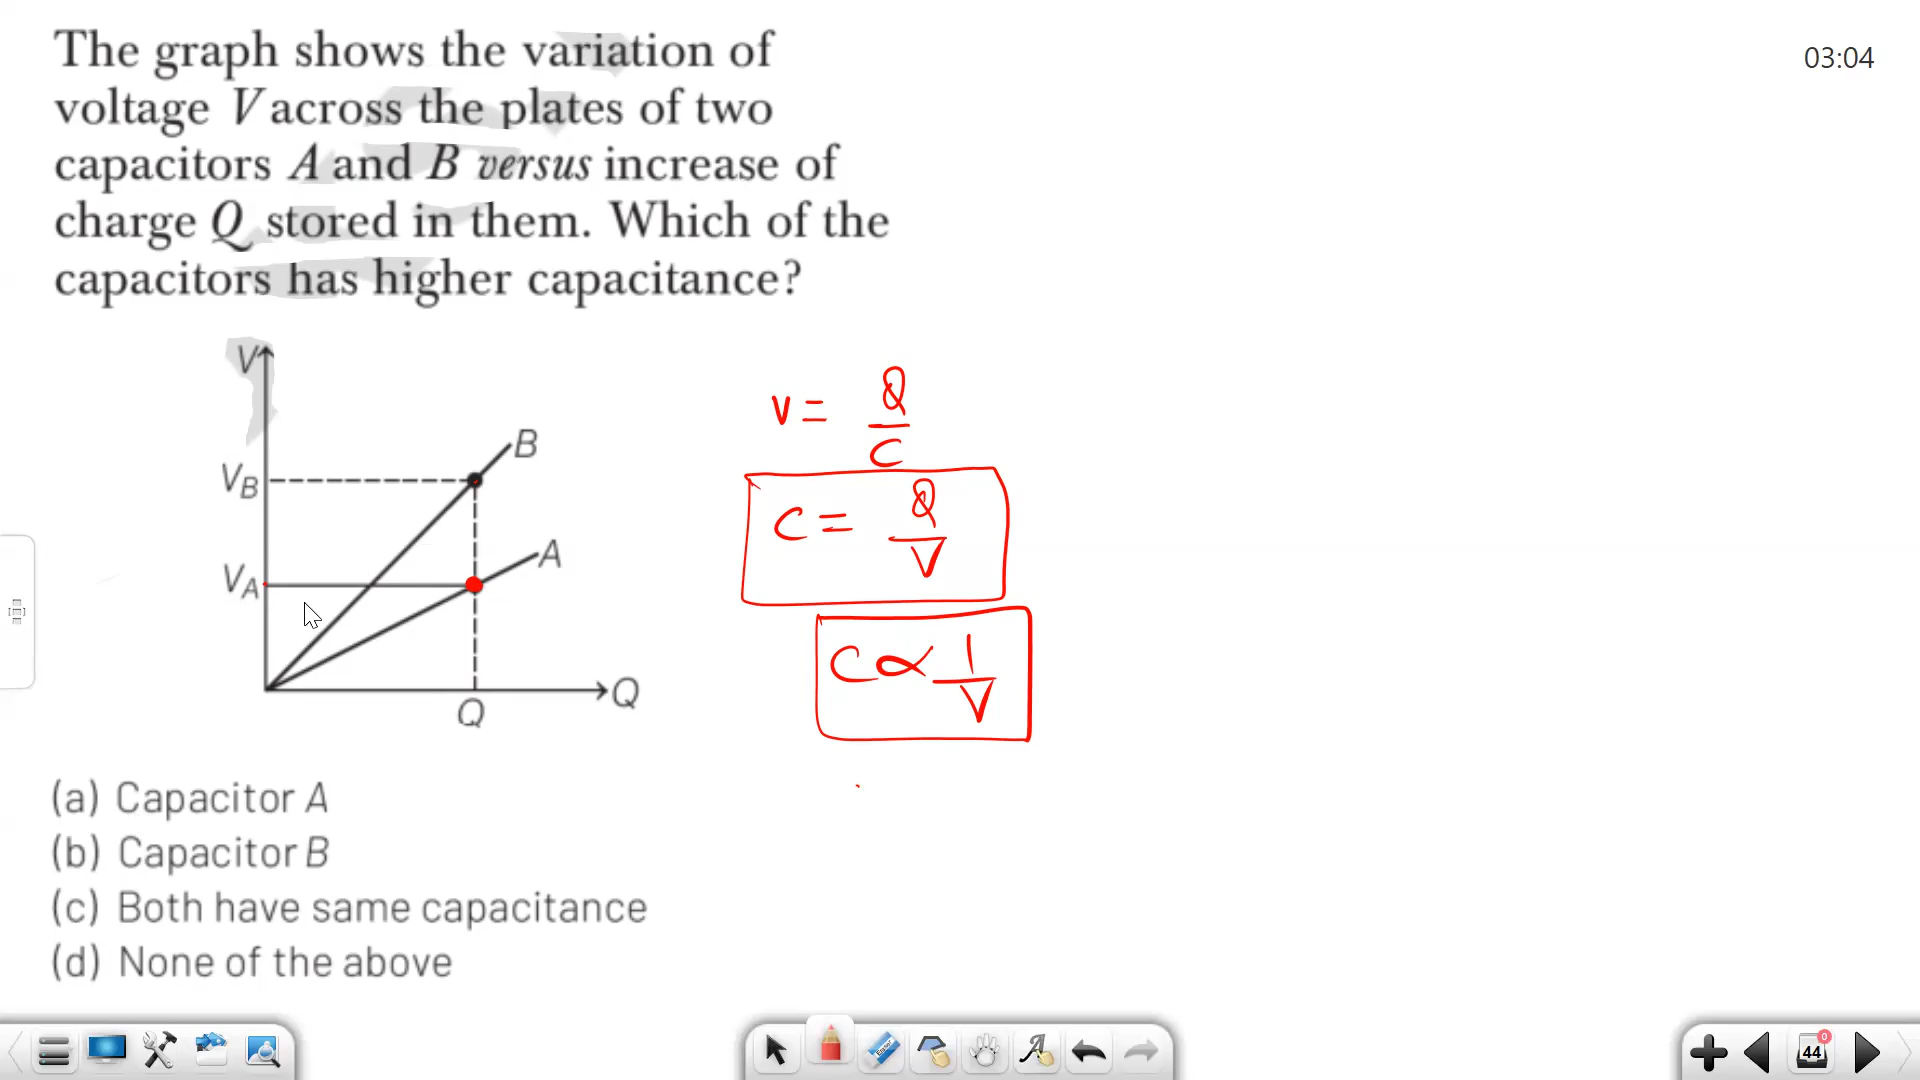 The graph shows the variation of
03:04
voltage V across the plates of two
capacitors A and B versus increase of
charge Q stored in them. Which of the
capacitors has higher capacitance?
V
B
V_B
A
V_A
Q
Q
v = Q/C
C = Q/V
C ∝ 1/V
(a) Capacitor A
(b) Capacitor B
(c) Both have same capacitance
(d) None of the above
44
0